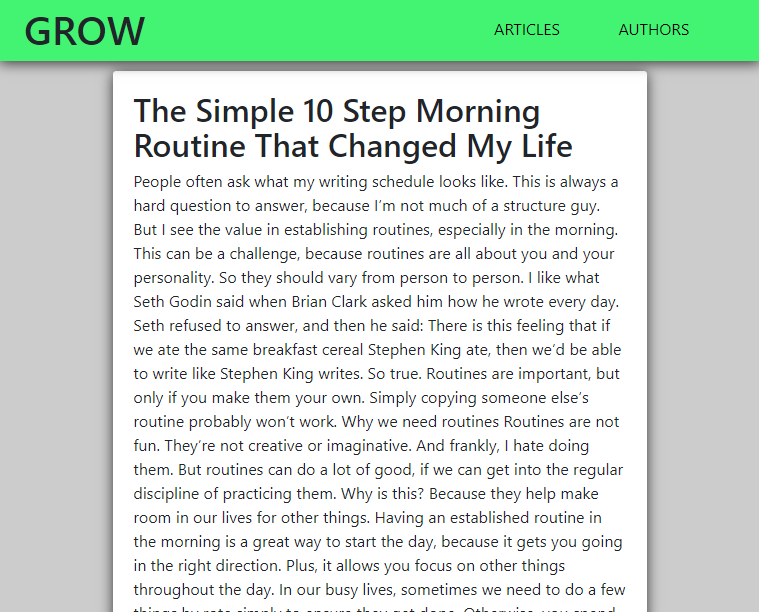 GROW
ARTICLES
AUTHORS
The Simple 10 Step Morning
Routine That Changed My Life
People often ask what my writing schedule looks like. This is always a
hard question to answer, because I’m not much of a structure guy.
But I see the value in establishing routines, especially in the morning.
This can be a challenge, because routines are all about you and your
personality. So they should vary from person to person. I like what
Seth Godin said when Brian Clark asked him how he wrote every day.
Seth refused to answer, and then he said: There is this feeling that if
we ate the same breakfast cereal Stephen King ate, then we’d be able
to write like Stephen King writes. So true. Routines are important, but
only if you make them your own. Simply copying someone else’s
routine probably won’t work. Why we need routines Routines are not
fun. They’re not creative or imaginative. And frankly, I hate doing
them. But routines can do a lot of good, if we can get into the regular
discipline of practicing them. Why is this? Because they help make
room in our lives for other things. Having an established routine in
the morning is a great way to start the day, because it gets you going
in the right direction. Plus, it allows you focus on other things
throughout the day. In our busy lives, sometimes we need to do a few
things by rote simply to ensure they get done. Otherwise, you spend